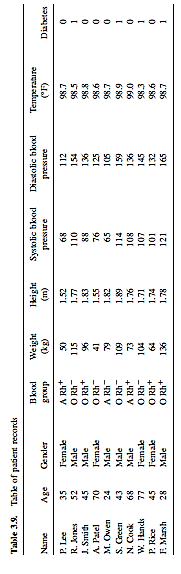 Table 3.9. Table of patient records
Name Age Gender Blood group Weight (kg) Height (m) Systolic blood pressure Diastolic blood pressure Temperature (°F) Diabetes
P. Lee 35 Female A Rh⁺ 50 1.52 68 112 98.7 0
R. Jones 52 Male O Rh⁻ 115 1.77 110 154 98.5 1
J. Smith 45 Male O Rh⁺ 96 1.83 88 136 98.8 0
A. Patel 70 Female O Rh⁻ 41 1.55 76 125 98.6 0
M. Owen 24 Male A Rh⁻ 79 1.82 65 105 98.7 0
S. Green 43 Male O Rh⁻ 109 1.89 114 159 98.9 1
N. Cook 68 Male A Rh⁺ 73 1.76 108 136 99.0 0
W. Hands 77 Female O Rh⁻ 104 1.71 107 145 98.3 1
P. Rice 45 Female O Rh⁺ 64 1.74 101 132 98.6 0
F. Marsh 28 Male O Rh⁺ 136 1.78 121 165 98.7 1